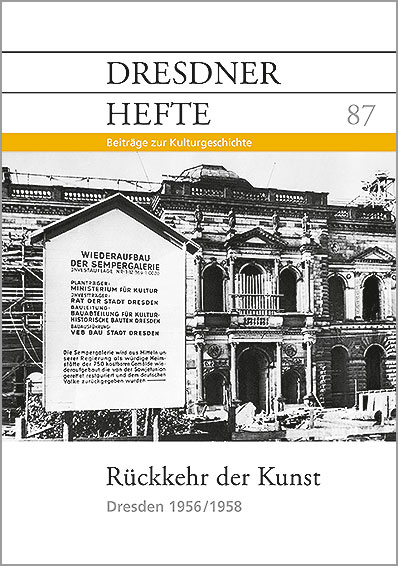 DRESDNER
HEFTE
87
Beiträge zur Kulturgeschichte
WIEDERAUFBAU
DER SEMPERGALERIE
PLANTRÄGER:
MINISTERIUM FÜR KULTUR
INVESTTRÄGER:
RAT DER STADT DRESDEN
BAULEITUNG:
BAUABTEILUNG FÜR KULTUR-
HISTORISCHE BAUTEN DRESDEN
BAUAUSFÜHRUNG:
VEB BAU STADT DRESDEN
Die Sempergalerie wird aus Mitteln un
serer Regierung als würdige Heim-
stätte der 750 kostbaren Gemälde wie-
deraufgebaut die von der Sowjetunion
gerettet restauriert und dem deutschen
Volke zurückgegeben wurden
Rückkehr der Kunst
Dresden 1956/1958